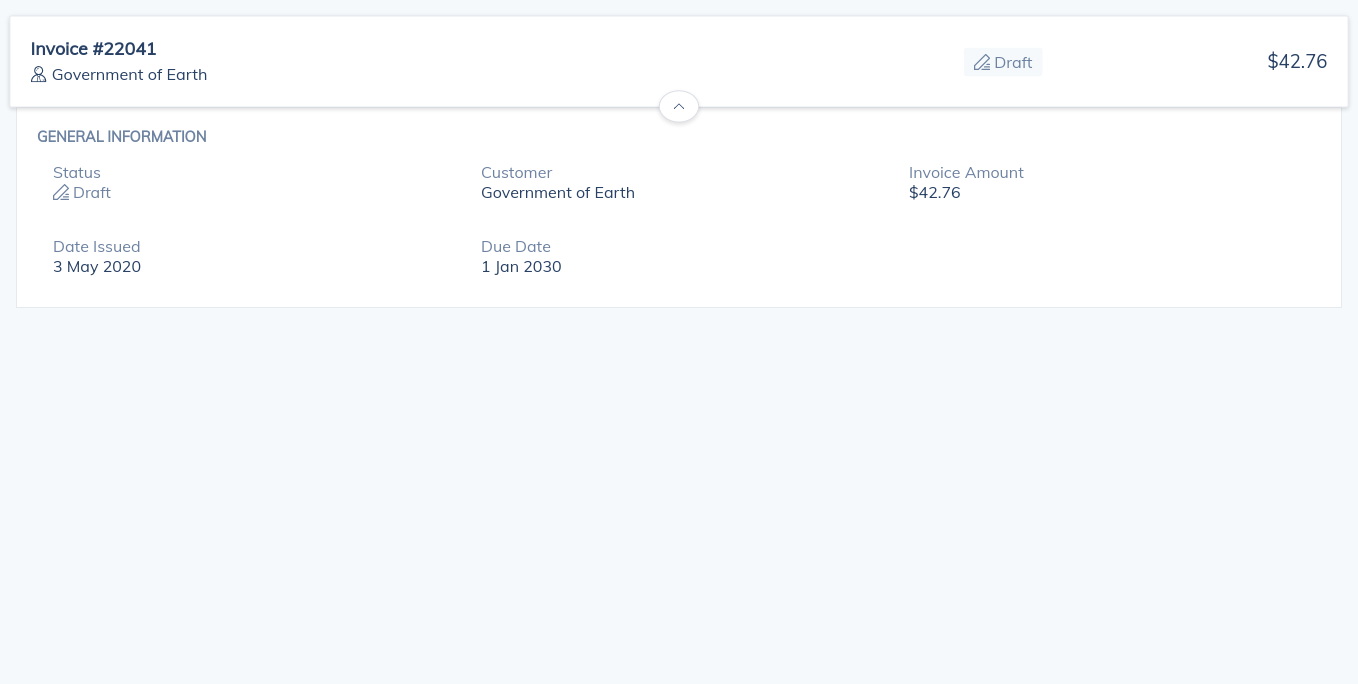 Invoice #22041
Government of Earth
Draft
$42.76
GENERAL INFORMATION
Status
Draft
Customer
Government of Earth
Invoice Amount
$42.76
Date Issued
3 May 2020
Due Date
1 Jan 2030